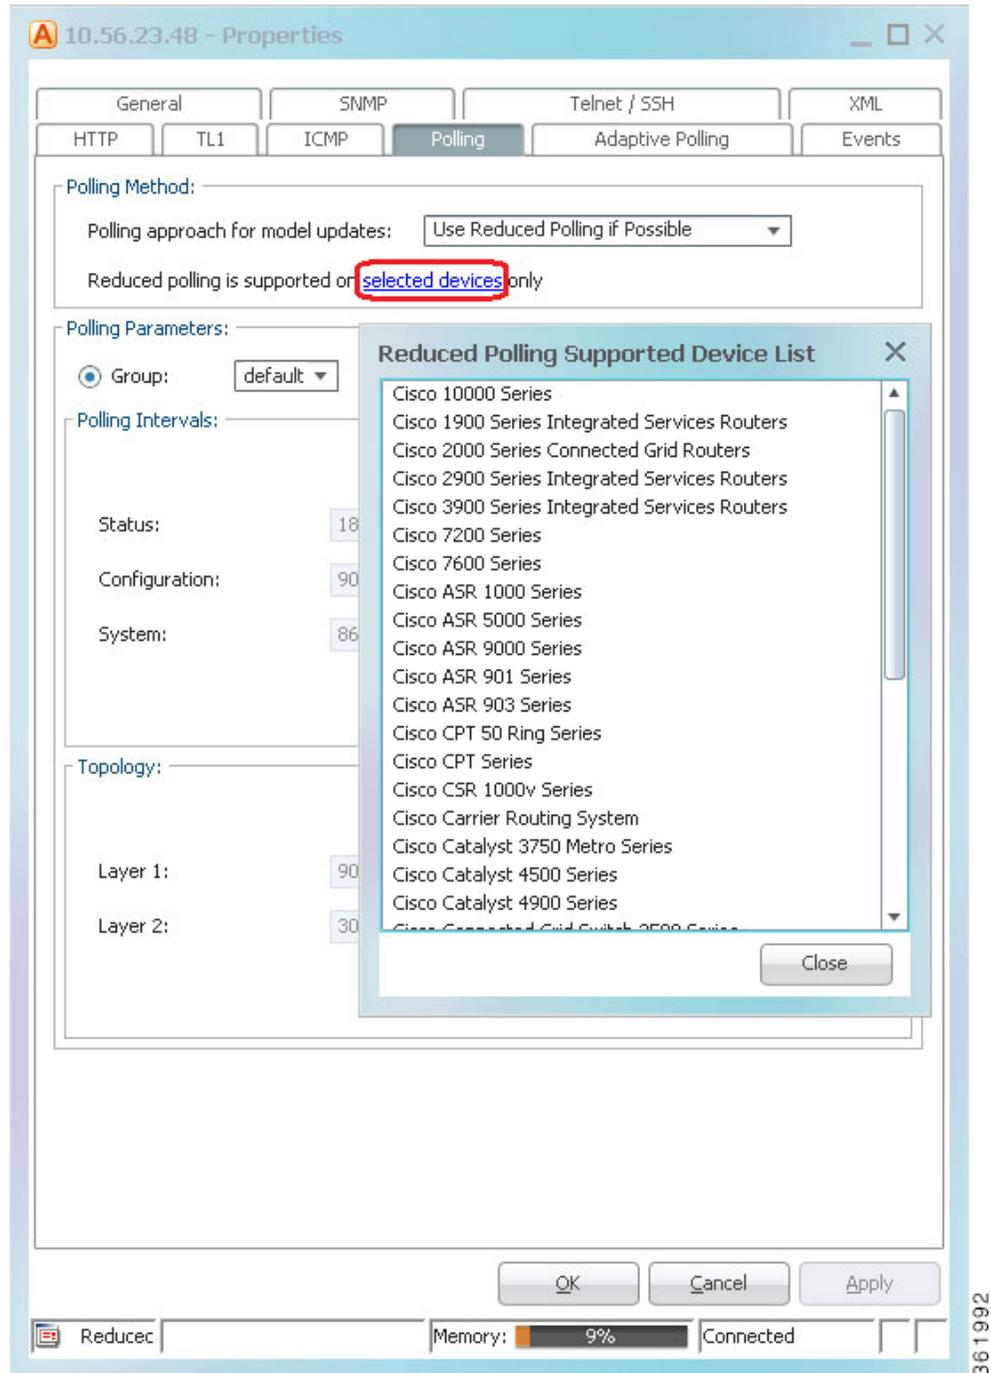 A 10.56.23.48 - Properties
General SNMP Telnet / SSH XML
HTTP TL1 ICMP Polling Adaptive Polling Events
Polling Method:
Polling approach for model updates: Use Reduced Polling if Possible
Reduced polling is supported on selected devices only
Polling Parameters:
Group: default
Polling Intervals:
Status: 18
Configuration: 90
System: 86
Topology:
Layer 1: 90
Layer 2: 30
Reduced Polling Supported Device List
Cisco 10000 Series
Cisco 1900 Series Integrated Services Routers
Cisco 2000 Series Connected Grid Routers
Cisco 2900 Series Integrated Services Routers
Cisco 3900 Series Integrated Services Routers
Cisco 7200 Series
Cisco 7600 Series
Cisco ASR 1000 Series
Cisco ASR 5000 Series
Cisco ASR 9000 Series
Cisco ASR 901 Series
Cisco ASR 903 Series
Cisco CPT 50 Ring Series
Cisco CPT Series
Cisco CSR 1000v Series
Cisco Carrier Routing System
Cisco Catalyst 3750 Metro Series
Cisco Catalyst 4500 Series
Cisco Catalyst 4900 Series
Cisco Connected Grid Switch 2500 Series
Close
OK Cancel Apply
Reducec Memory: 9% Connected
361992